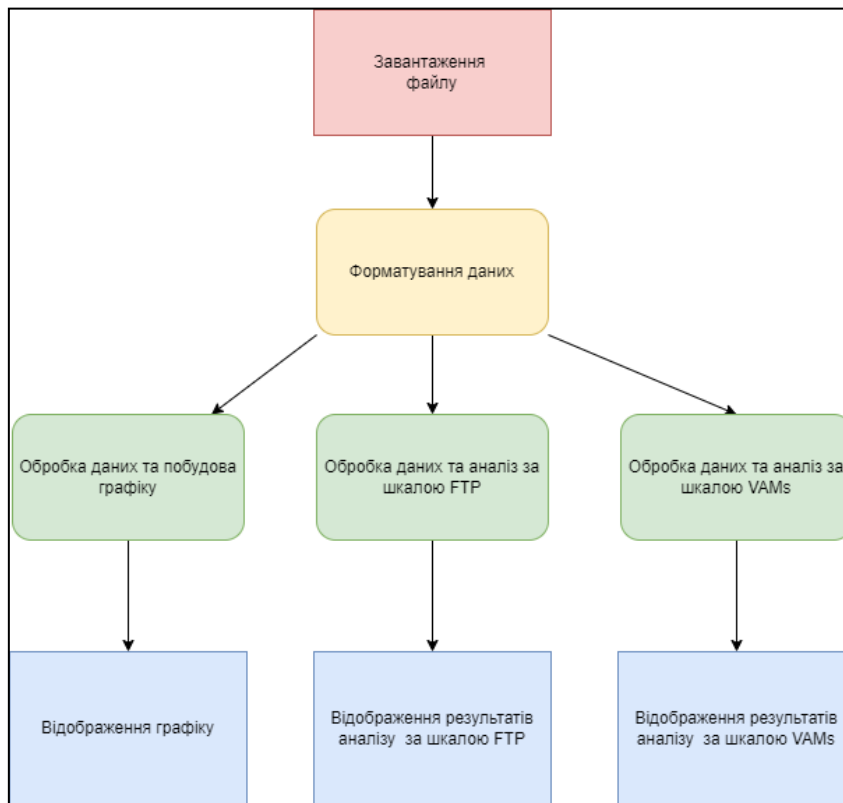 Завантаження
файлу
Форматування даних
Обробка даних та побудова
графіку
Обробка даних та аналіз за
шкалою FTP
Обробка даних та аналіз за
шкалою VAMs
Відображення графіку
Відображення результатів
аналізу за шкалою FTP
Відображення результатів
аналізу за шкалою VAMs